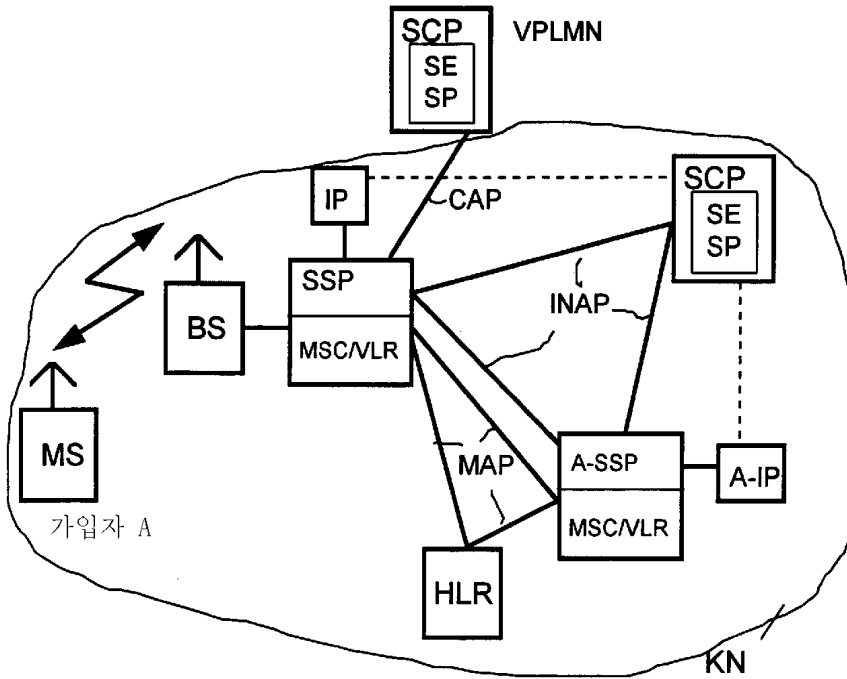 SCP
SE
SP
VPLMN
IP
CAP
SCP
SE
SP
SSP
MSC/VLR
BS
INAP
MS
가입자 A
MAP
A-SSP
MSC/VLR
A-IP
HLR
KN